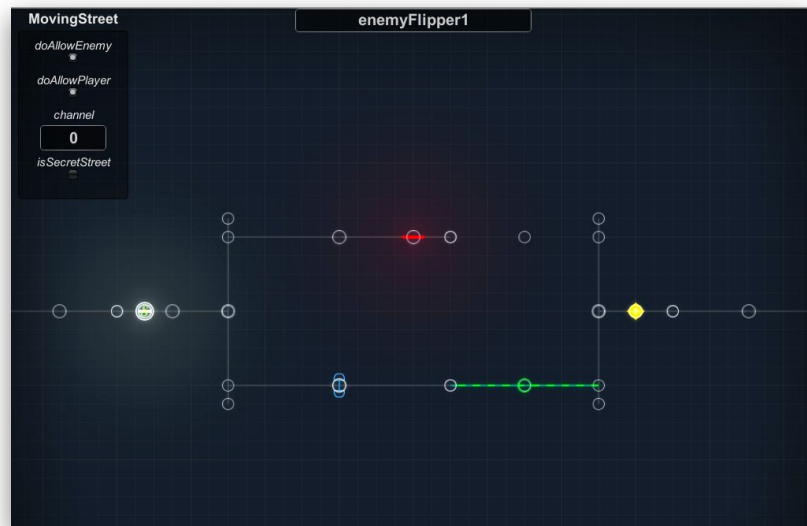 MovingStreet
enemyFlipper1
doAllowEnemy
doAllowPlayer
channel
0
isSecretStreet